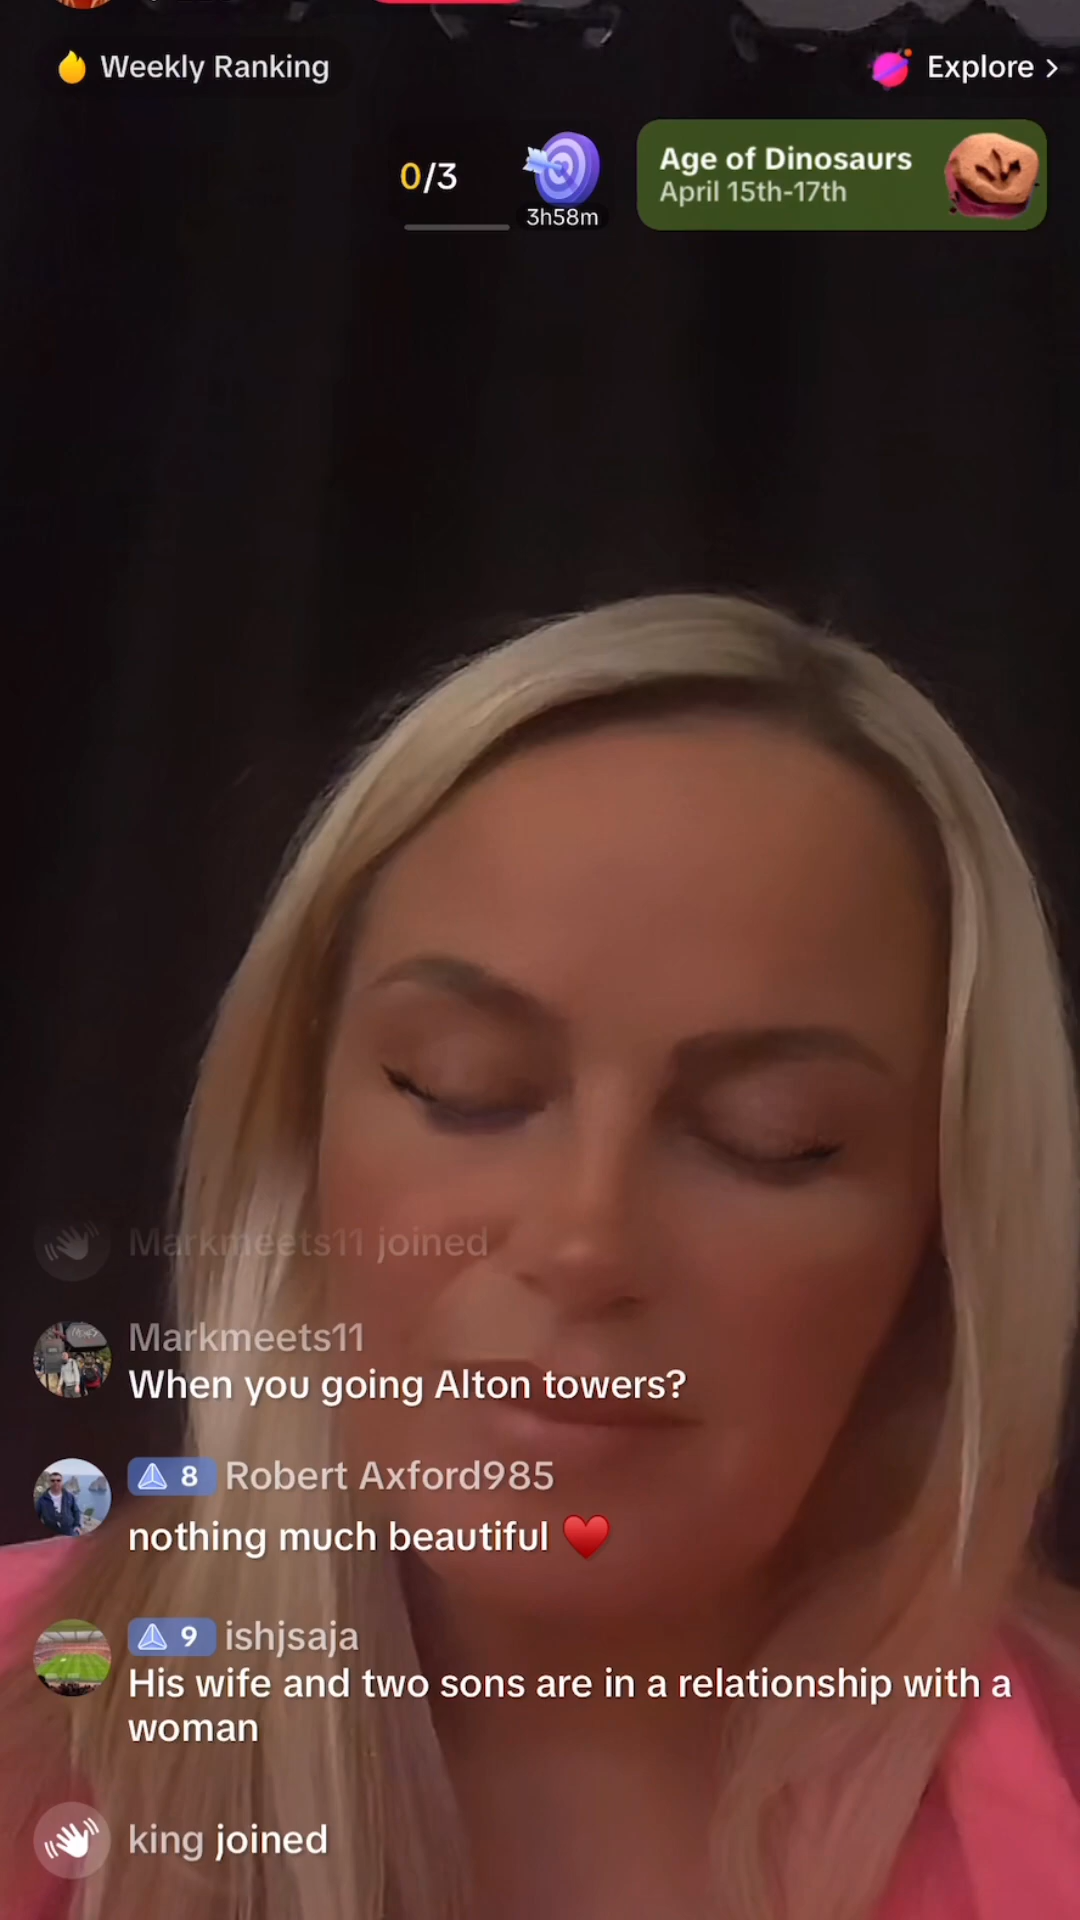 Weekly Ranking
Explore >
0/3
3h58m
Age of Dinosaurs
April 15th-17th
Markmeets11 joined
Markmeets11
When you going Alton towers?
8 Robert Axford985
nothing much beautiful ❤️
9 ishjsaja
His wife and two sons are in a relationship with a
woman
king joined